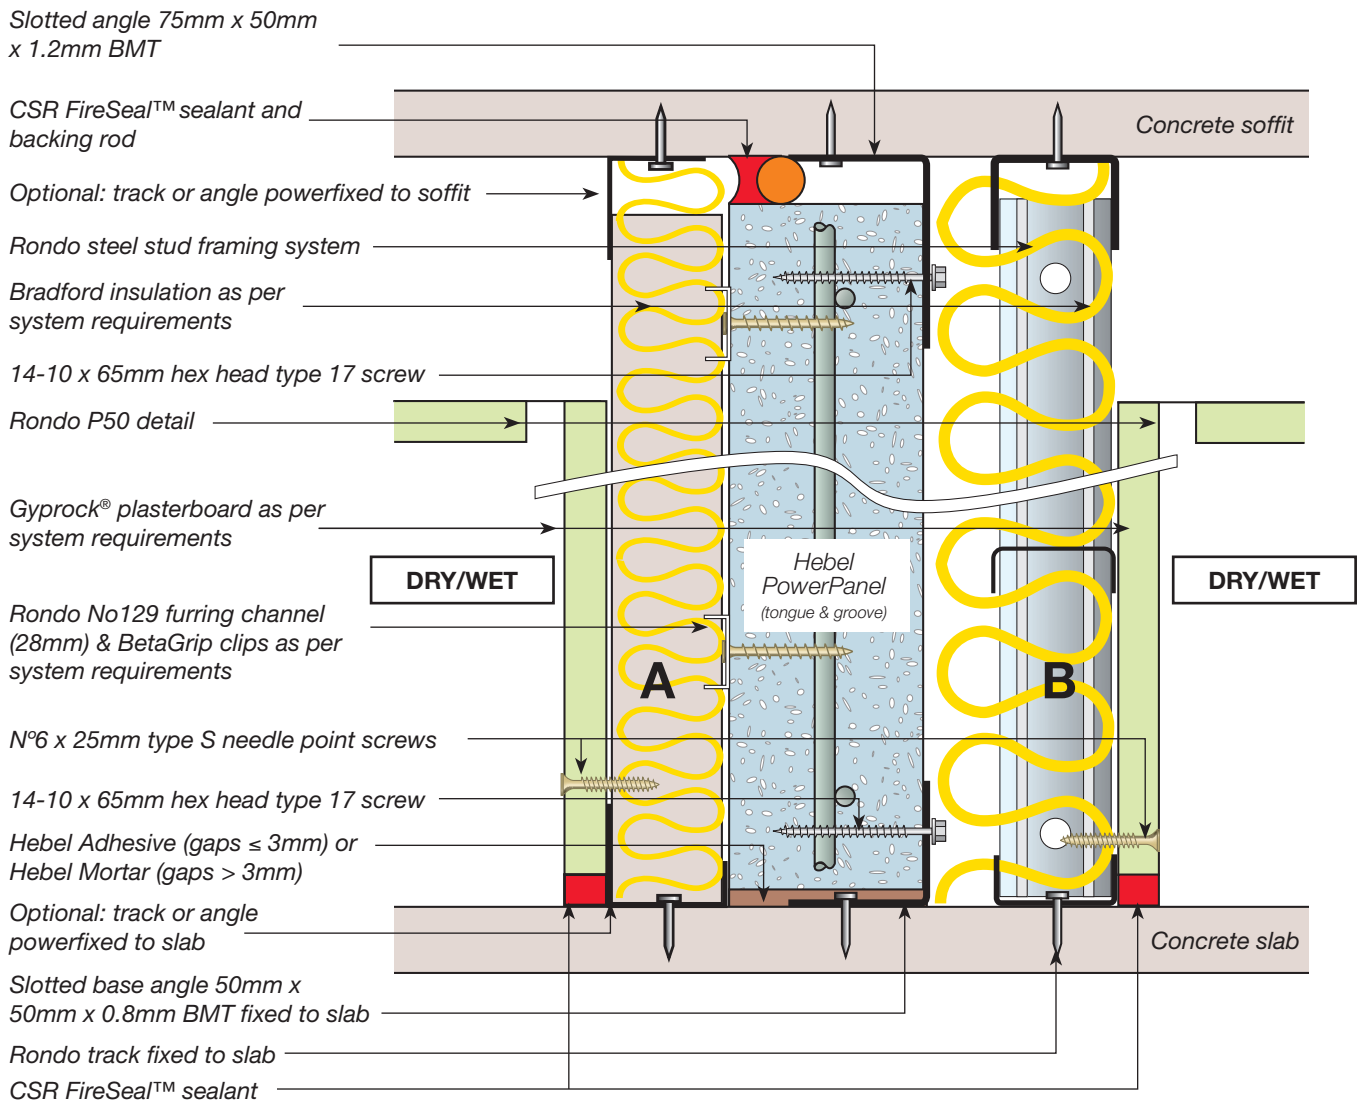 Slotted angle 75mm x 50mm
x 1.2mm BMT
CSR FireSeal™ sealant and
backing rod
Concrete soffit
Optional: track or angle powerfixed to soffit
Rondo steel stud framing system
Bradford insulation as per
system requirements
14-10 x 65mm hex head type 17 screw
Rondo P50 detail
Gyprock® plasterboard as per
system requirements
DRY/WET
Hebel
PowerPanel
(tongue & groove)
DRY/WET
Rondo No129 furring channel
(28mm) & BetaGrip clips as per
system requirements
A
B
Nº6 x 25mm type S needle point screws
14-10 x 65mm hex head type 17 screw
Hebel Adhesive (gaps ≤ 3mm) or
Hebel Mortar (gaps > 3mm)
Optional: track or angle
powerfixed to slab
Concrete slab
Slotted base angle 50mm x
50mm x 0.8mm BMT fixed to slab
Rondo track fixed to slab
CSR FireSeal™ sealant